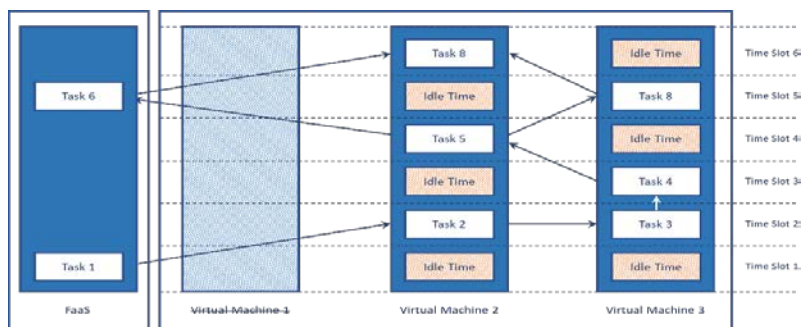 Task 8
Idle Time
Time Slot 6
Task 6
Idle Time
Task 8
Time Slot 5
Task 5
Idle Time
Time Slot 4
Idle Time
Task 4
Time Slot 3
Task 2
Task 3
Time Slot 2
Task 1
Idle Time
Idle Time
Time Slot 1
FaaS
Virtual Machine 1
Virtual Machine 2
Virtual Machine 3